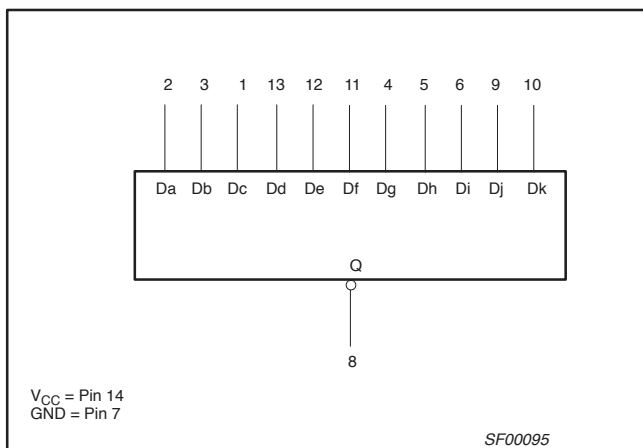 2 3 1 13 12 11 4 5 6 9 10
Da Db Dc Dd De Df Dg Dh Di Dj Dk
Q
8
VCC = Pin 14
GND = Pin 7
SF00095